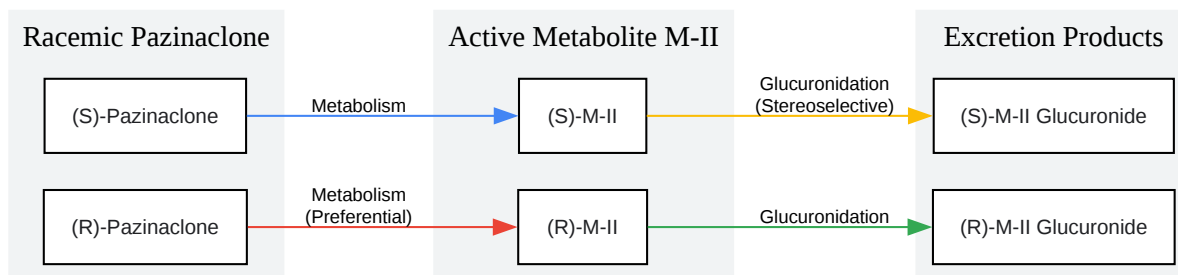 Racemic Pazinaclone
Active Metabolite M-II
Excretion Products
(S)-Pazinaclone
Metabolism
(S)-M-II
Glucuronidation
(Stereoselective)
(S)-M-II Glucuronide
(R)-Pazinaclone
Metabolism
(Preferential)
(R)-M-II
Glucuronidation
(R)-M-II Glucuronide